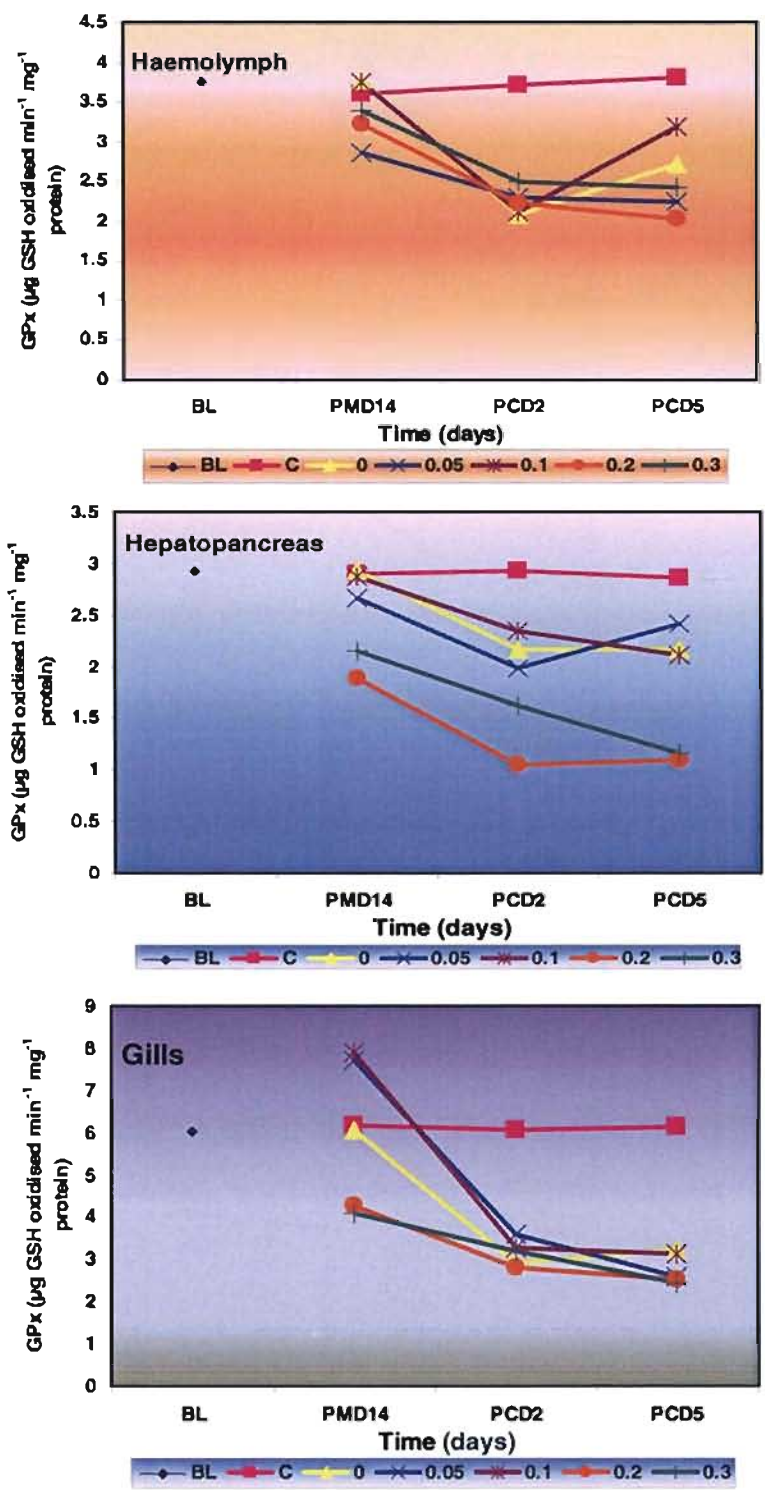 4.5
4
3.5
3
2.5
2
1.5
1
0.5
0
GPx (µg GSH oxidised min⁻¹ mg⁻¹
protein)
Haemolymph
BL PMD14 PCD2 PCD5
Time (days)
BL C 0 0.05 0.1 0.2 0.3
3.5
3
2.5
2
1.5
1
0.5
0
GPx (µg GSH oxidised min⁻¹ mg⁻¹
protein)
Hepatopancreas
BL PMD14 PCD2 PCD5
Time (days)
BL C 0 0.05 0.1 0.2 0.3
9
8
7
6
5
4
3
2
1
0
GPx (µg GSH oxidised min⁻¹ mg⁻¹
protein)
Gills
BL PMD14 PCD2 PCD5
Time (days)
BL C 0 0.05 0.1 0.2 0.3